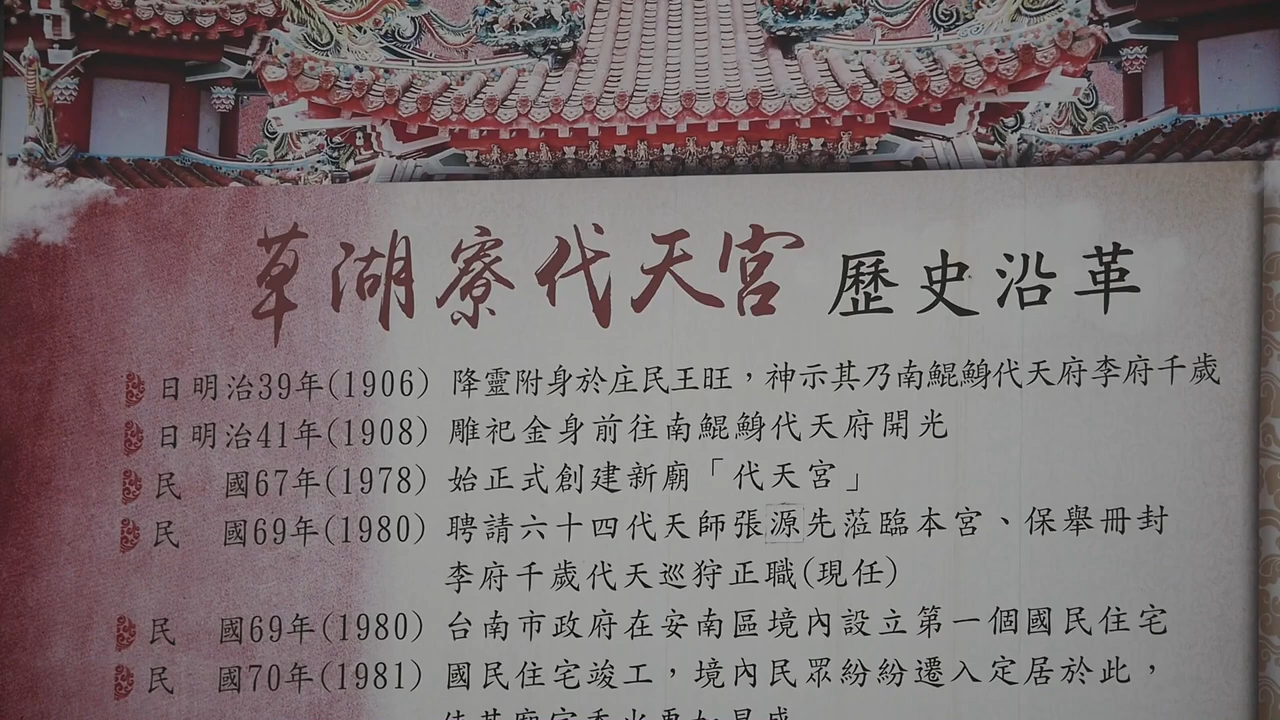 草湖寮代天宮 歷史沿革
日明治39年(1906) 降靈附身於庄民王旺，神示其乃南鯤鯓代天府李府千歲
日明治41年(1908) 雕祀金身前往南鯤鯓代天府開光
民　國67年(1978) 始正式創建新廟「代天宮」
民　國69年(1980) 聘請六十四代天師張源先蒞臨本宮、保舉冊封
李府千歲代天巡狩正職(現任)
民　國69年(1980) 台南市政府在安南區境內設立第一個國民住宅
民　國70年(1981) 國民住宅竣工，境內民眾紛紛遷入定居於此，